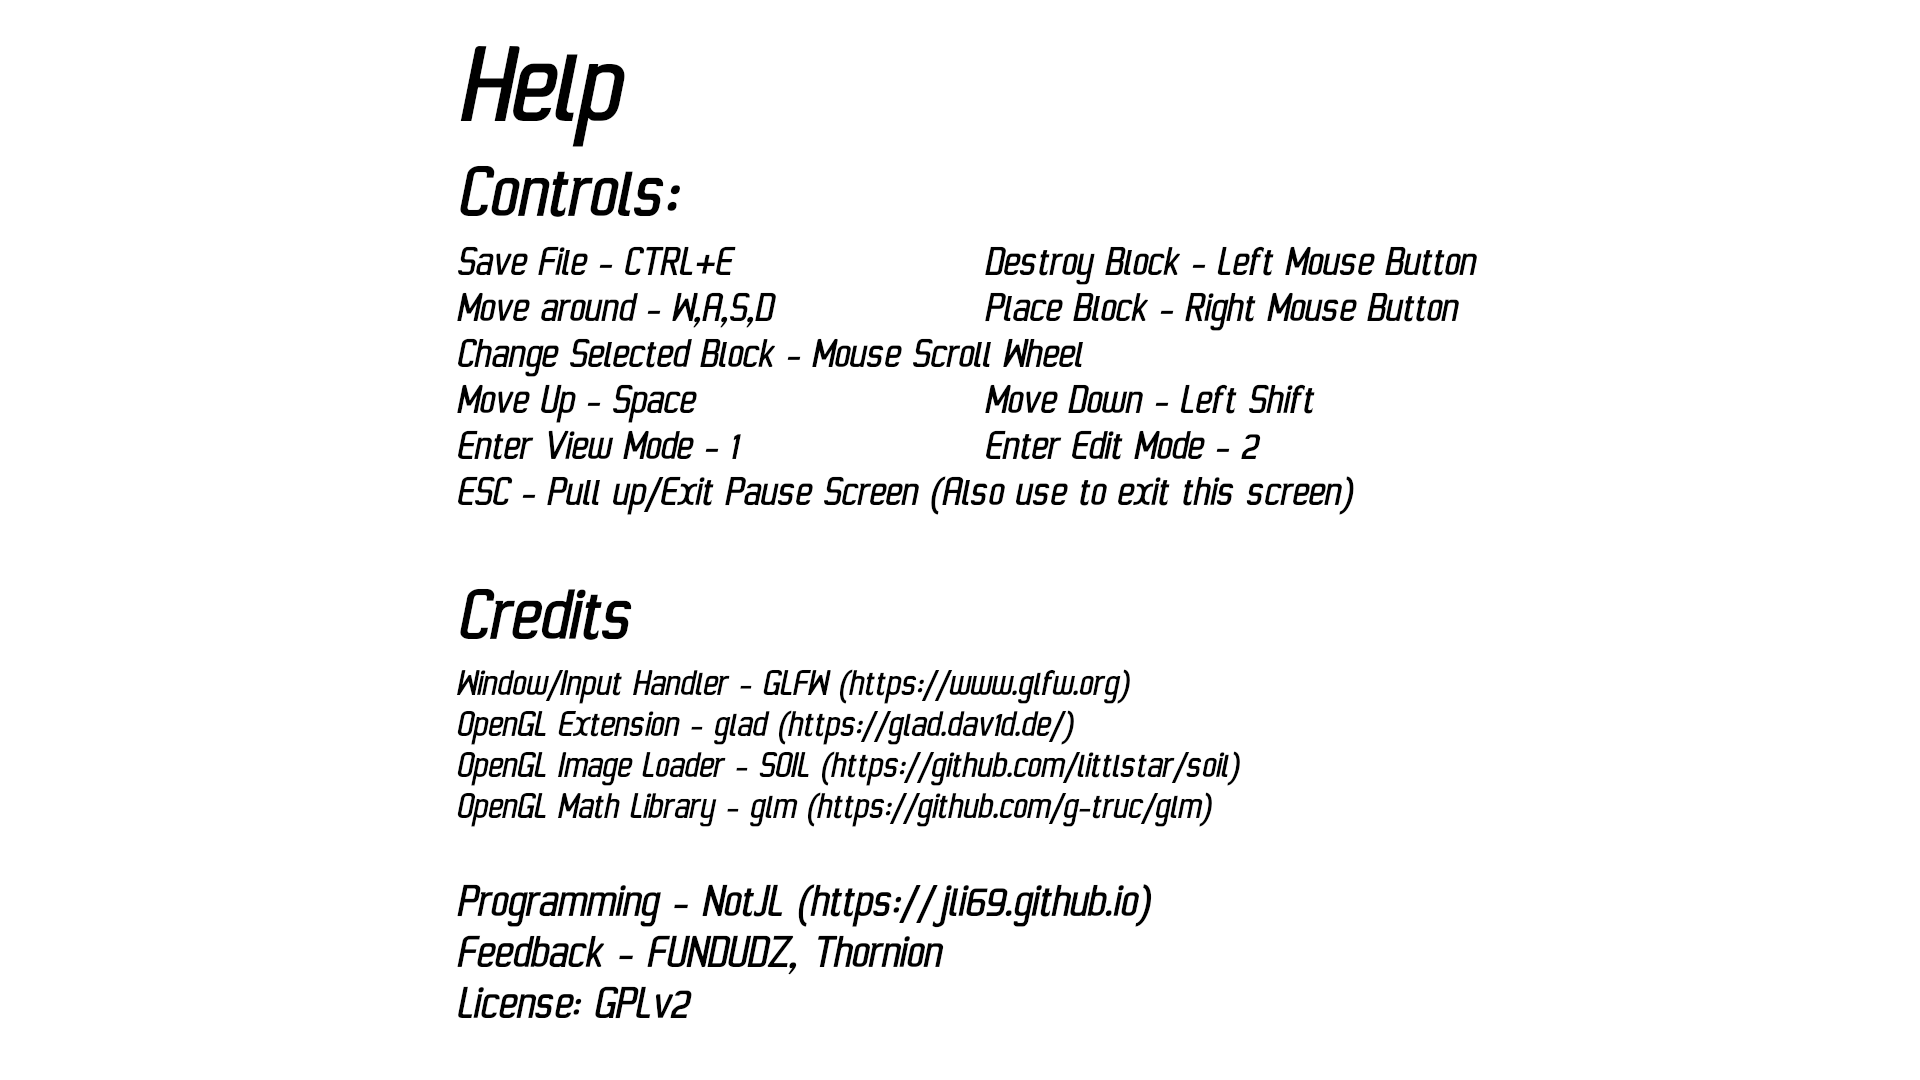 Help
Controls:
Save File - CTRL+E Destroy Block - Left Mouse Button
Move around - W,A,S,D Place Block - Right Mouse Button
Change Selected Block - Mouse Scroll Wheel
Move Up - Space Move Down - Left Shift
Enter View Mode - 1 Enter Edit Mode - 2
ESC - Pull up/Exit Pause Screen (Also use to exit this screen)
Credits
Window/Input Handler - GLFW (https://www.glfw.org)
OpenGL Extension - glad (https://glad.dav1d.de/)
OpenGL Image Loader - SOIL (https://github.com/littlstar/soil)
OpenGL Math Library - glm (https://github.com/g-truc/glm)
Programming - NotJL (https://jli69.github.io)
Feedback - FUNDUDZ, Thornion
License: GPLv2